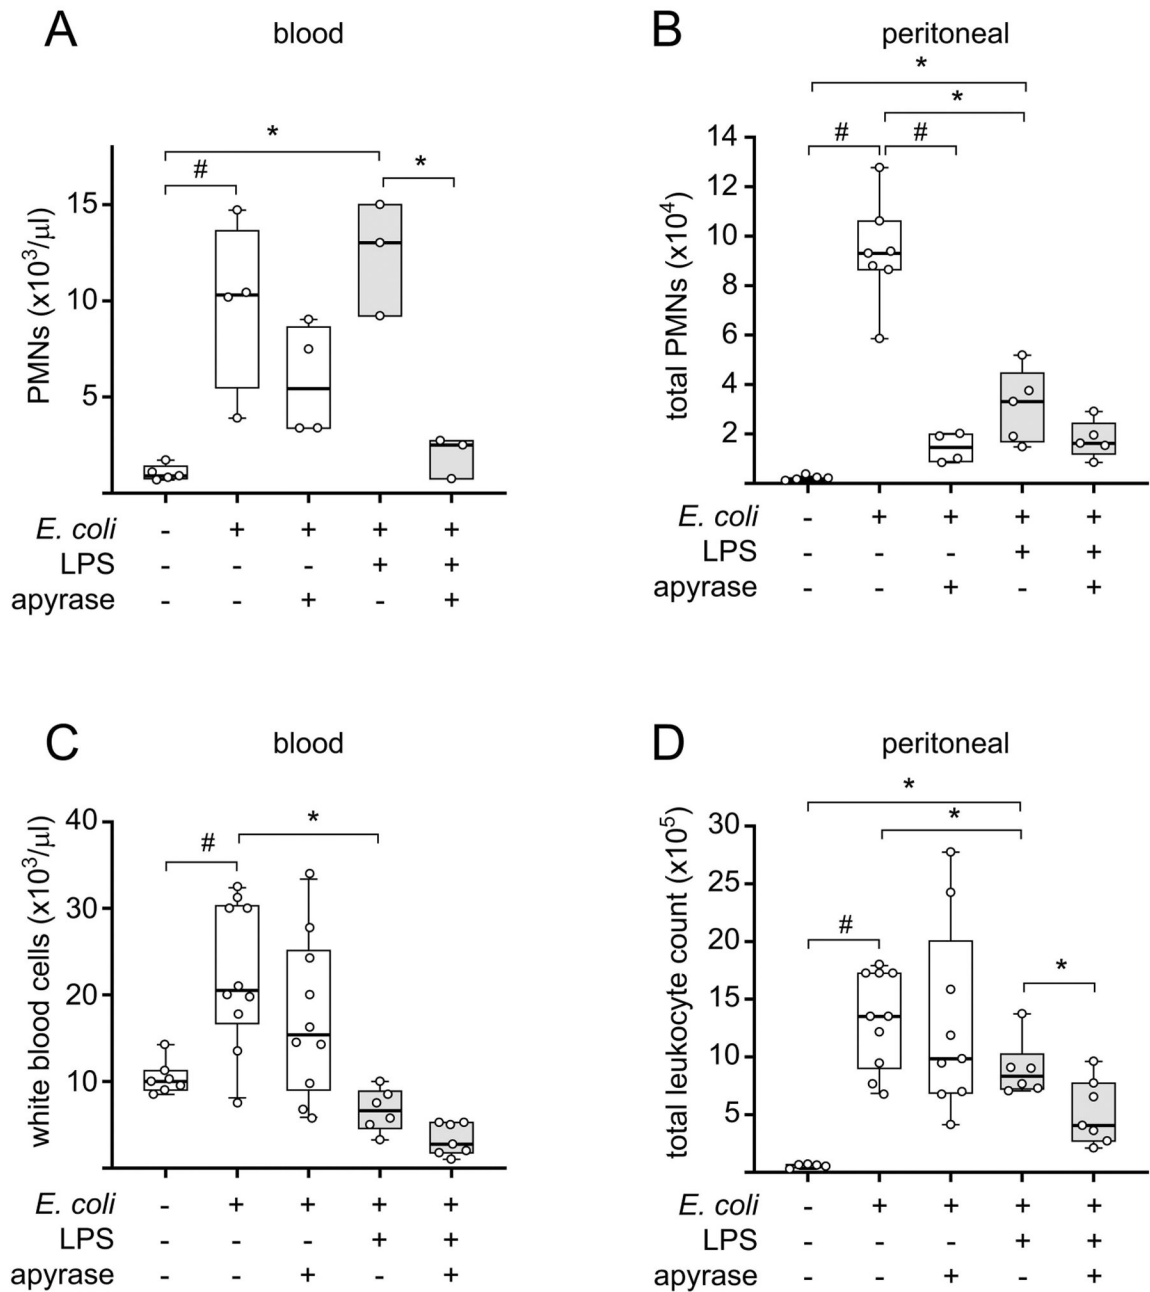 A blood
* # *
PMNs (x10³/µl)
15
10
5
E. coli - + + + +
LPS - - - + +
apyrase - - + - +
B peritoneal
*
*
# #
total PMNs (x10⁴)
14
12
10
8
6
4
2
E. coli - + + + +
LPS - - - + +
apyrase - - + - +
C blood
# *
white blood cells (x10³/µl)
40
30
20
10
E. coli - + + + +
LPS - - - + +
apyrase - - + - +
D peritoneal
*
*
# *
total leukocyte count (x10⁵)
30
25
20
15
10
5
E. coli - + + + +
LPS - - - + +
apyrase - - + - +